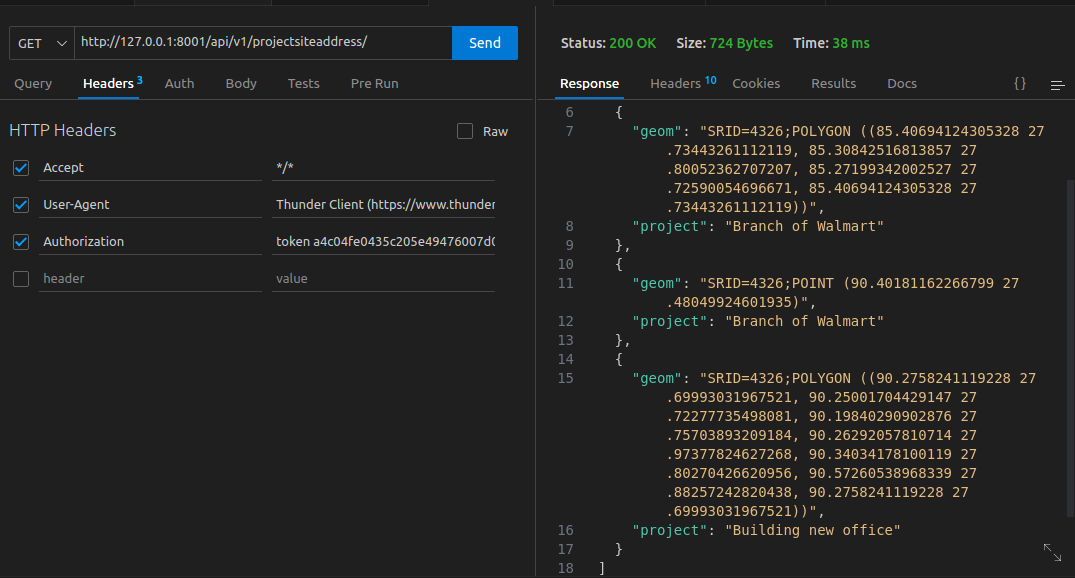 GET http://127.0.0.1:8001/api/v1/projectsiteaddress/ Send
Query Headers 3 Auth Body Tests Pre Run
HTTP Headers Raw
Accept */*
User-Agent Thunder Client (https://www.thunder
Authorization token a4c04fe0435c205e49476007d0
header value
Status: 200 OK Size: 724 Bytes Time: 38 ms
Response Headers 10 Cookies Results Docs {}
6 {
7 "geom": "SRID=4326;POLYGON ((85.40694124305328 27
.73443261112119, 85.30842516813857 27
.80052362707207, 85.27199342002527 27
.72590054696671, 85.40694124305328 27
.73443261112119))",
8 "project": "Branch of Walmart"
9 },
10 {
11 "geom": "SRID=4326;POINT (90.40181162266799 27
.48049924601935)",
12 "project": "Branch of Walmart"
13 },
14 {
15 "geom": "SRID=4326;POLYGON ((90.2758241119228 27
.69993031967521, 90.25001704429147 27
.72277735498081, 90.19840290902876 27
.75703893209184, 90.26292057810714 27
.97377824627268, 90.34034178100119 27
.80270426620956, 90.57260538968339 27
.88257242820438, 90.2758241119228 27
.69993031967521))",
16 "project": "Building new office"
17 }
18 ]